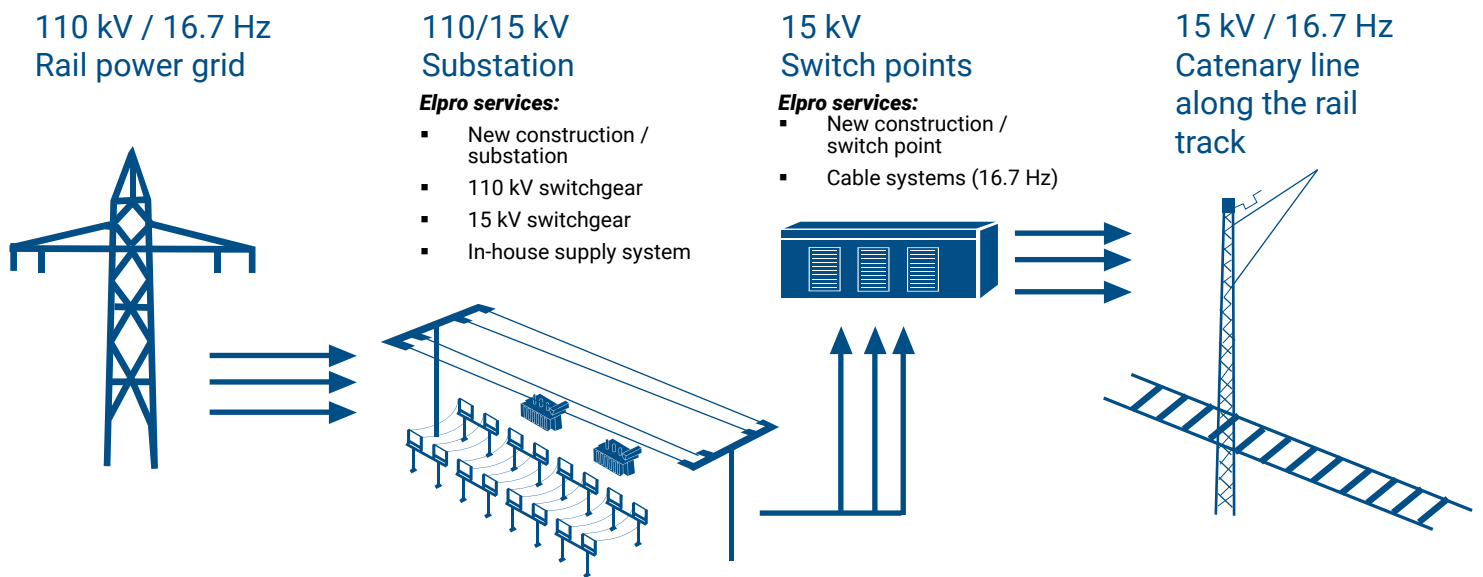 110 kV / 16.7 Hz
Rail power grid
110/15 kV
Substation
Elpro services:
▪ New construction /
substation
▪ 110 kV switchgear
▪ 15 kV switchgear
▪ In-house supply system
15 kV
Switch points
Elpro services:
▪ New construction /
switch point
▪ Cable systems (16.7 Hz)
15 kV / 16.7 Hz
Catenary line
along the rail
track